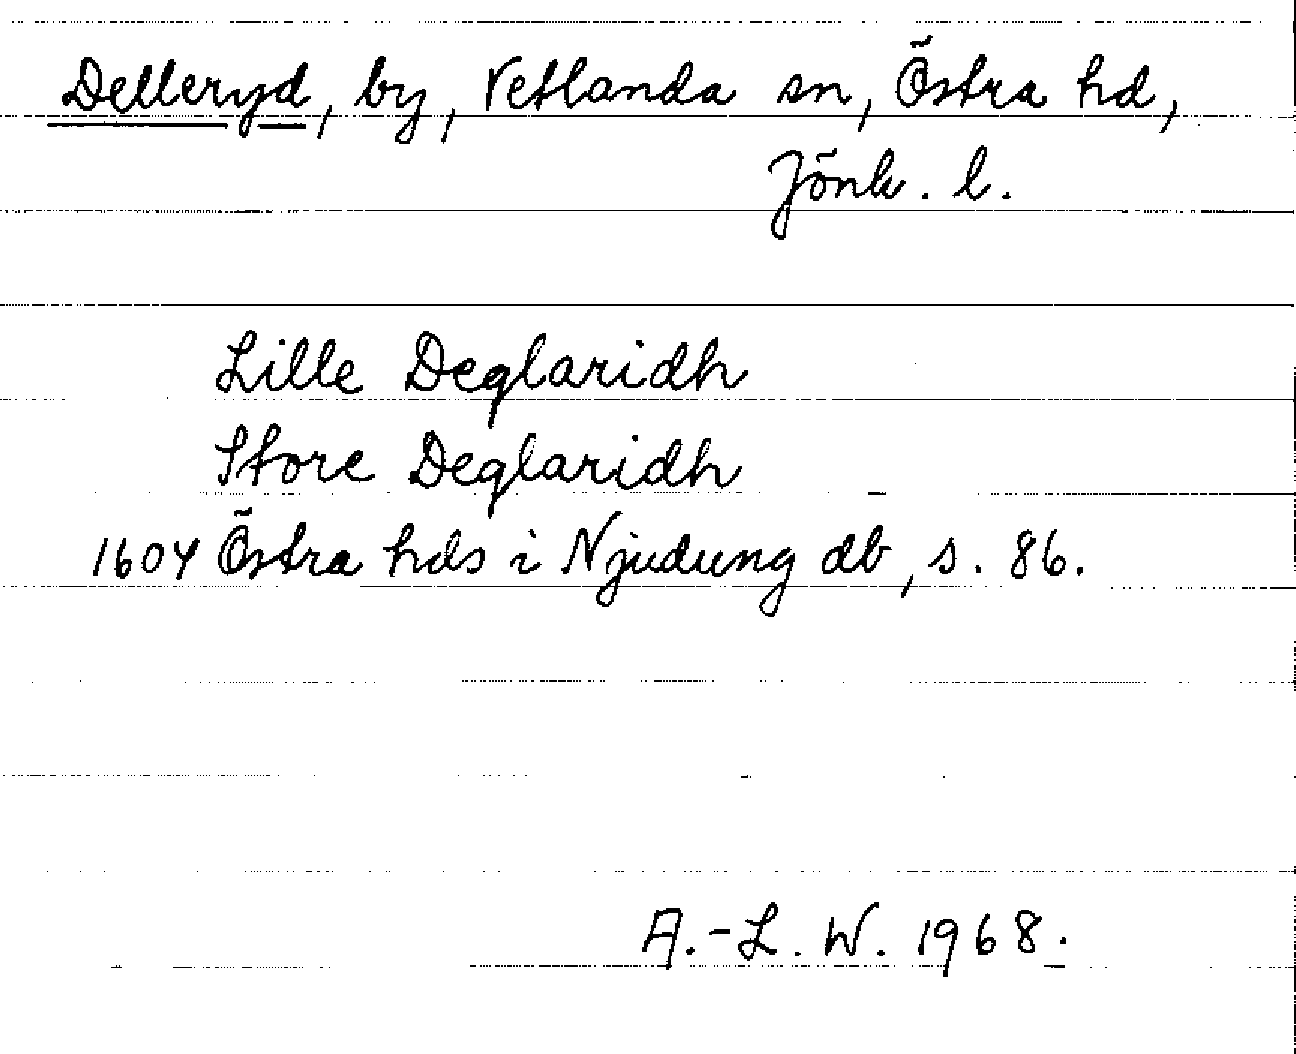 Delleryd, by, Vetlanda sn, Östra hd,
Jönk. l.
Lille Deglaridh
Store Deglaridh
1604 Östra hds i Njudung db, s. 86.
A.-L. W. 1968.